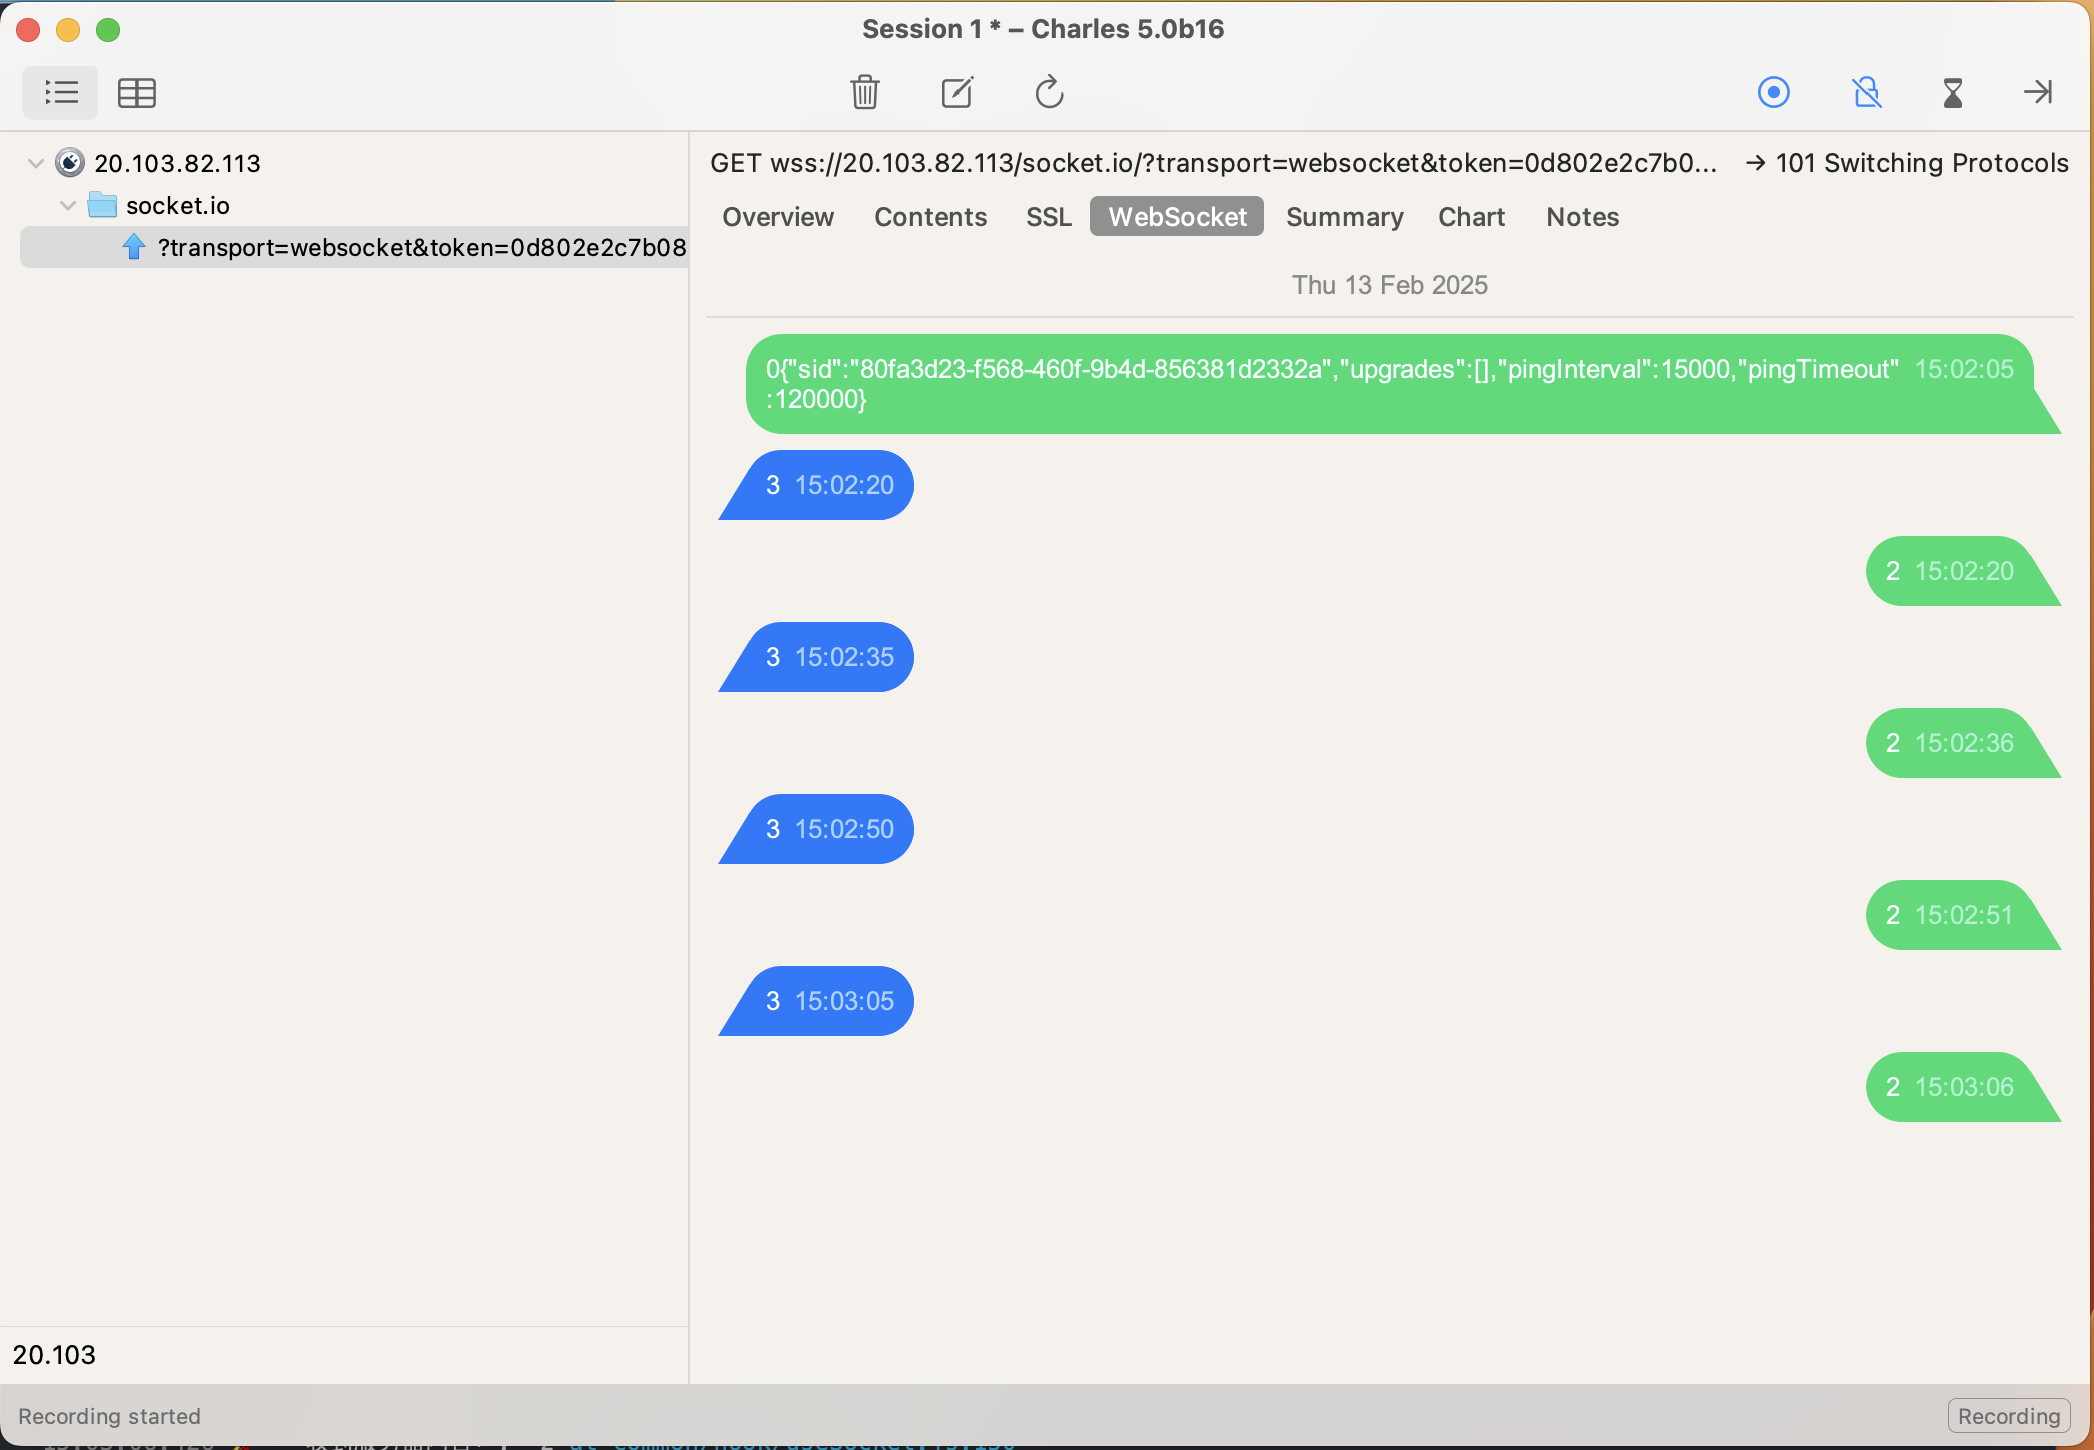 Session 1 * – Charles 5.0b16
20.103.82.113
socket.io
?transport=websocket&token=0d802e2c7b08
20.103
GET wss://20.103.82.113/socket.io/?transport=websocket&token=0d802e2c7b0... → 101 Switching Protocols
Overview Contents SSL WebSocket Summary Chart Notes
Thu 13 Feb 2025
0{"sid":"80fa3d23-f568-460f-9b4d-856381d2332a","upgrades":[],"pingInterval":15000,"pingTimeout" 15:02:05
:120000}
3 15:02:20
2 15:02:20
3 15:02:35
2 15:02:36
3 15:02:50
2 15:02:51
3 15:03:05
2 15:03:06
Recording started
Recording